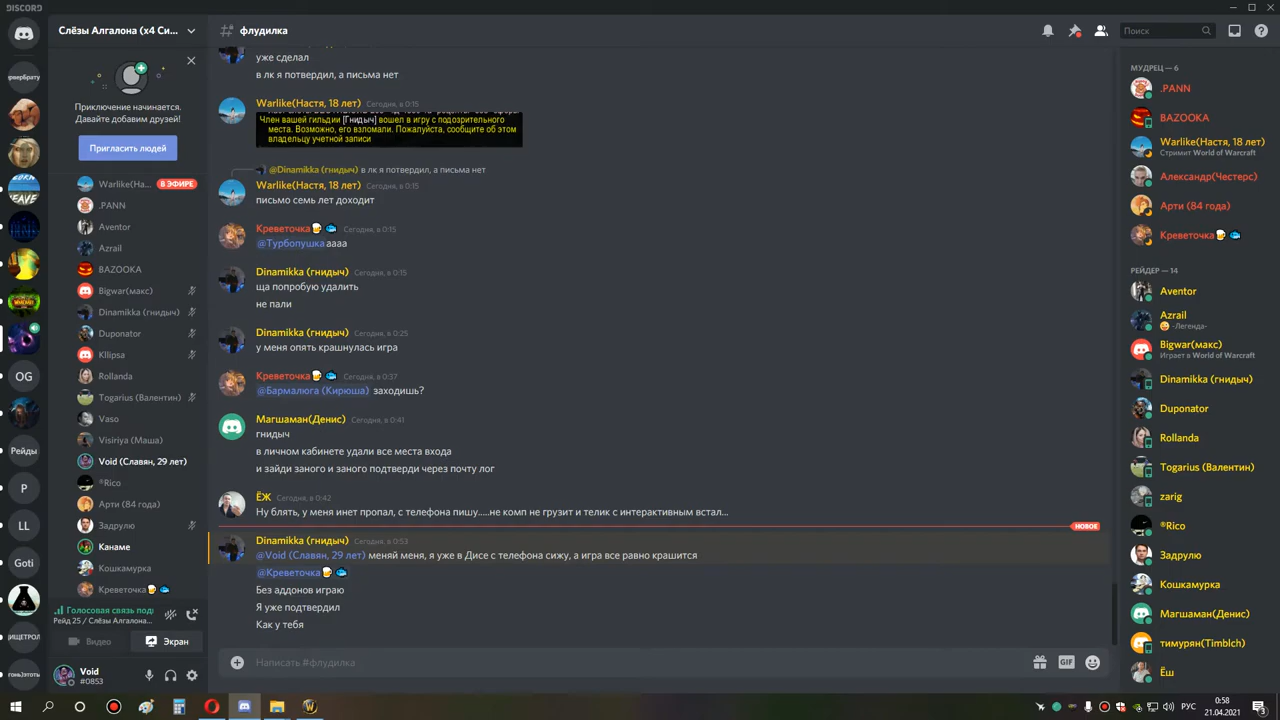 DISCORD
Слёзы Алгалона (x4 Си...
флудилка
Поиск
Приключение начинается.
Давайте добавим друзей!
Пригласить людей
Warlike(На...
В ЭФИРЕ
.PANN
Aventor
Azrail
BAZOOKA
Bigwar(макс)
Dinamikka (гнидыч)
Duponator
Kllipsa
Rollanda
Togarius (Валентин)
Vaso
Visiriya (Маша)
Void (Славян, 29 лет)
®Rico
Арти (84 года)
Задрулю
Канаме
Кошкамурка
Креветочка
Голосовая связь подк
Рейд 25 / Слёзы Алгалона...
Видео
Экран
Void
#0853
OG
Рейды
P
LL
Goti
уже сделал
в лк я потвердил, а письма нет
Warlike(Настя, 18 лет) Сегодня, в 0:15
Член вашей гильдии [Гнидыч] вошел в игру с подозрительного
места. Возможно, его взломали. Пожалуйста, сообщите об этом
владельцу учетной записи
@Dinamikka (гнидыч) в лк я потвердил, а письма нет
Warlike(Настя, 18 лет) Сегодня, в 0:15
письмо семь лет доходит
Креветочка Сегодня, в 0:15
@Турбопушка аааа
Dinamikka (гнидыч) Сегодня, в 0:15
ща попробую удалить
не пали
Dinamikka (гнидыч) Сегодня, в 0:25
у меня опять крашнулась игра
Креветочка Сегодня, в 0:37
@Бармалюга (Кирюша) заходишь?
Магшаман(Денис) Сегодня, в 0:41
гнидыч
в личном кабинете удали все места входа
и зайди заного и заного подтверди через почту лог
ЁЖ Сегодня, в 0:42
Ну блять, у меня инет пропал, с телефона пишу.....не комп не грузит и телик с интерактивным встал...
НОВОЕ
Dinamikka (гнидыч) Сегодня, в 0:53
@Void (Славян, 29 лет) меняй меня, я уже в Дисе с телефона сижу, а игра все равно крашится
@Креветочка
Без аддонов играю
Я уже подтвердил
Как у тебя
Написать #флудилка
GIF
МУДРЕЦ — 6
.PANN
BAZOOKA
Warlike(Настя, 18 лет)
Стримит World of Warcraft
Александр(Честерс)
Арти (84 года)
Креветочка
РЕЙДЕР — 14
Aventor
Azrail
-Легенда-
Bigwar(макс)
Играет в World of Warcraft
Dinamikka (гнидыч)
Duponator
Rollanda
Togarius (Валентин)
zarig
®Rico
Задрулю
Кошкамурка
Магшаман(Денис)
тимурян(Timblch)
Ёш
РУС
0:58
21.04.2021